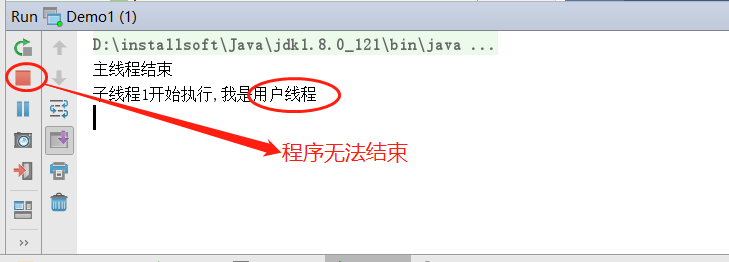 Run Demo1 (1)
D:\installsoft\Java\jdk1.8.0_121\bin\java ...
主线程结束
子线程1开始执行,我是用户线程
程序无法结束